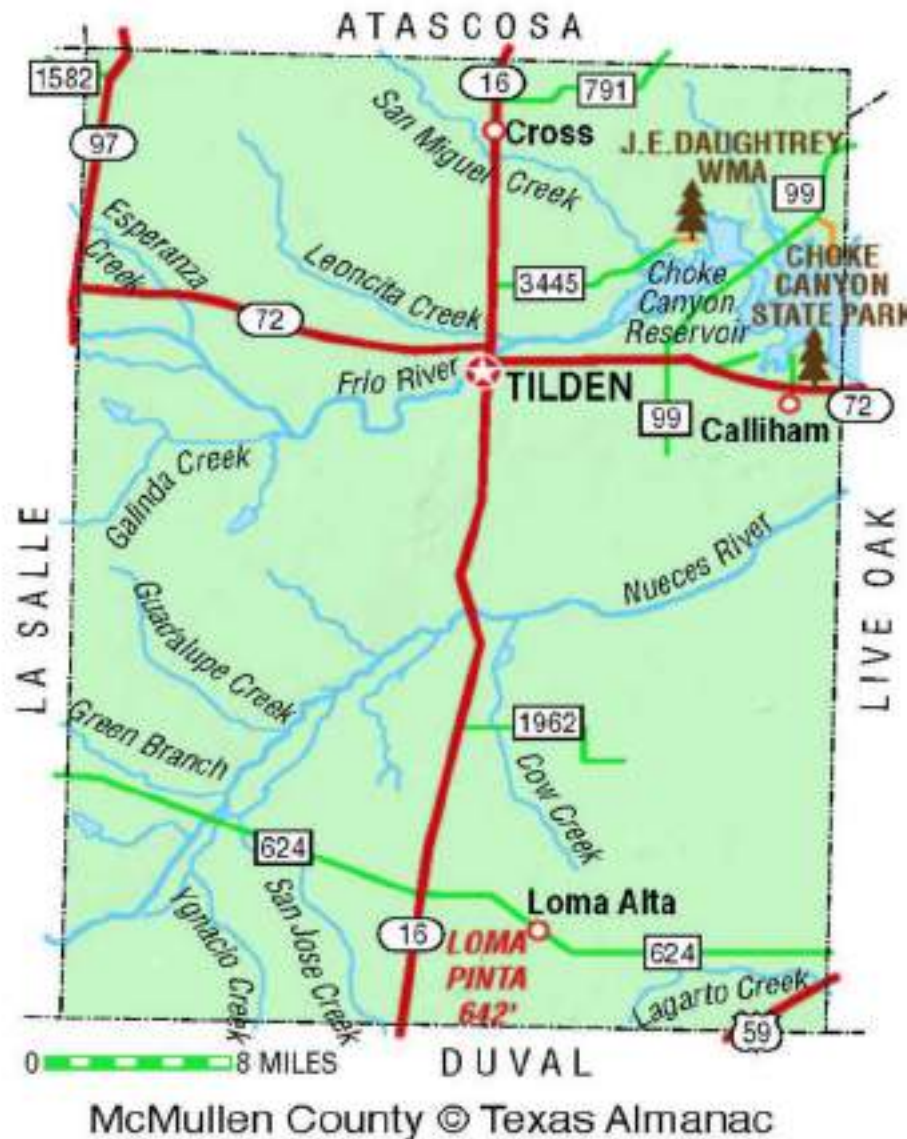 ATASCOSA
1582
16
791
97
Cross
San Miguel Creek
J.E.DAUGHTREY
WMA
99
Esperanza
Creek
Leoncita Creek
3445
Choke
Canyon
Reservoir
CHOKE
CANYON
STATE PARK
72
Frio River
TILDEN
99
Calliham
72
Galinda Creek
LA SALLE
LIVE OAK
Nueces River
Guadalupe Creek
Green Branch
1962
Cow Creek
624
Ygnacio Creek
San Jose Creek
16
Loma Alta
LOMA
PINTA
642'
624
Lagarto Creek
59
0 8 MILES
DUVAL
McMullen County © Texas Almanac